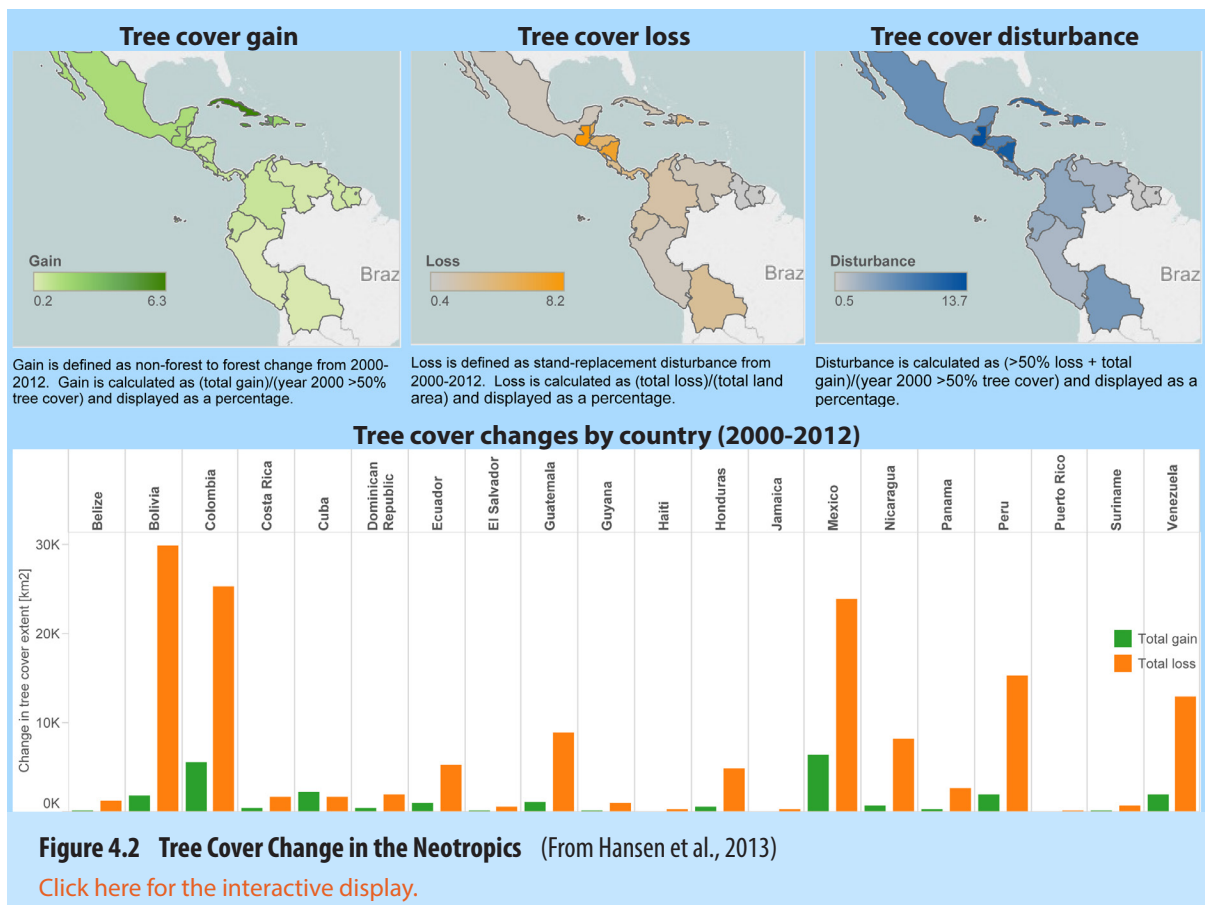 Tree cover gain
Tree cover loss
Tree cover disturbance
Gain
0.2 6.3
Braz
Loss
0.4 8.2
Braz
Disturbance
0.5 13.7
Braz
Gain is defined as non-forest to forest change from 2000-
2012. Gain is calculated as (total gain)/(year 2000 >50%
tree cover) and displayed as a percentage.
Loss is defined as stand-replacement disturbance from
2000-2012. Loss is calculated as (total loss)/(total land
area) and displayed as a percentage.
Disturbance is calculated as (>50% loss + total
gain)/(year 2000 >50% tree cover) and displayed as a
percentage.
Tree cover changes by country (2000-2012)
Belize
Bolivia
Colombia
Costa Rica
Cuba
Dominican
Republic
Ecuador
El Salvador
Guatemala
Guyana
Haiti
Honduras
Jamaica
Mexico
Nicaragua
Panama
Peru
Puerto Rico
Suriname
Venezuela
Change in tree cover extent [km2]
30K
20K
10K
0K
Total gain
Total loss
Figure 4.2 Tree Cover Change in the Neotropics (From Hansen et al., 2013)
Click here for the interactive display.